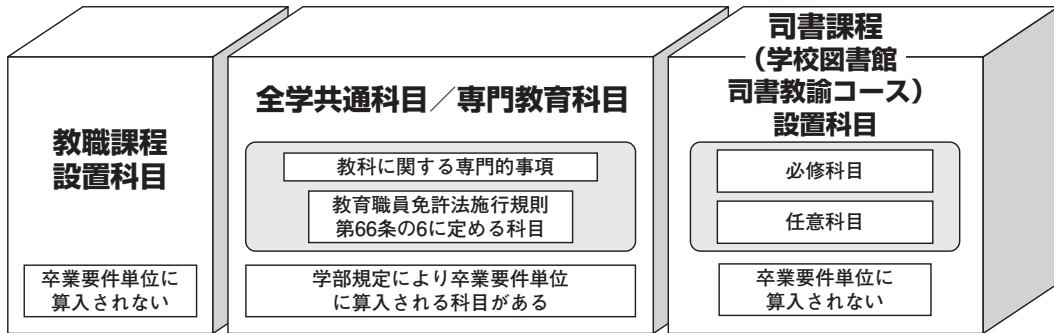 教職課程
設置科目
卒業要件単位に
算入されない
全学共通科目／専門教育科目
教科に関する専門的事項
教育職員免許法施行規則
第66条の6に定める科目
学部規定により卒業要件単位
に算入される科目がある
司書課程
（学校図書館
司書教諭コース）
設置科目
必修科目
任意科目
卒業要件単位に
算入されない